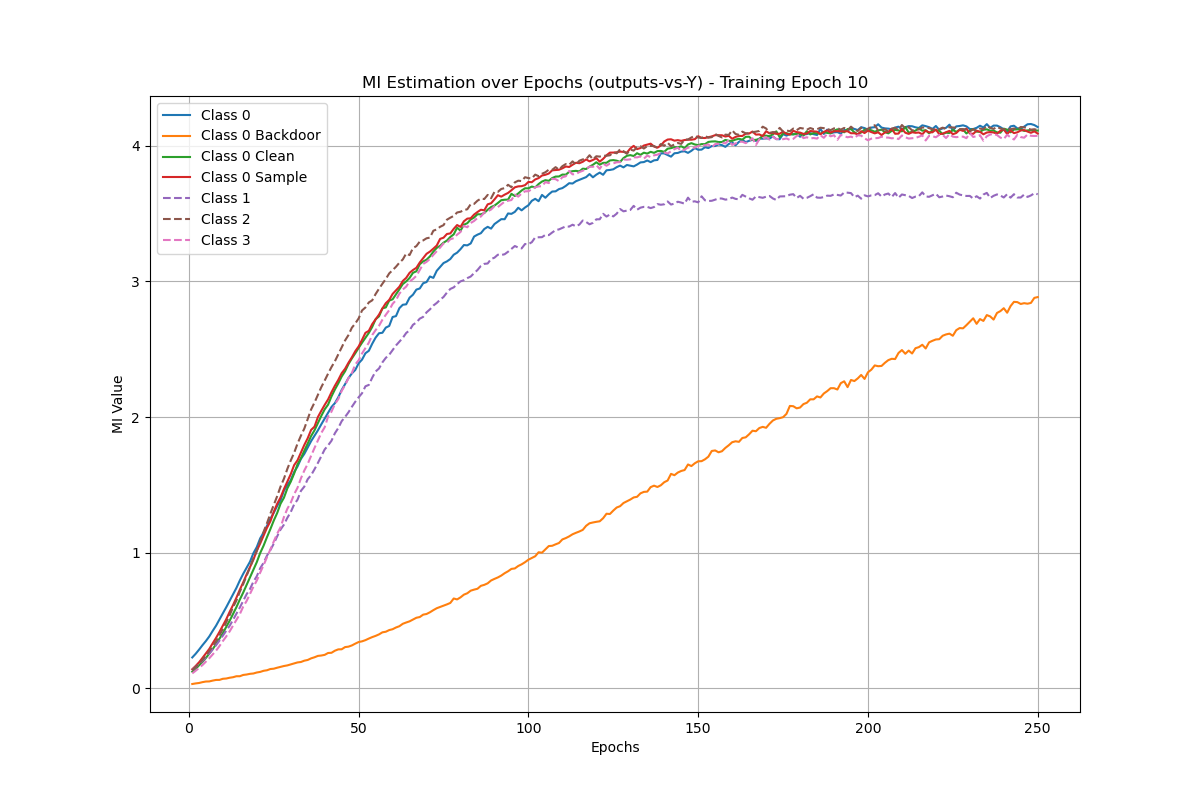 MI Estimation over Epochs (outputs-vs-Y) - Training Epoch 10
Class 0
Class 0 Backdoor
Class 0 Clean
Class 0 Sample
Class 1
Class 2
Class 3
MI Value
4
3
2
1
0
0 50 100 150 200 250
Epochs